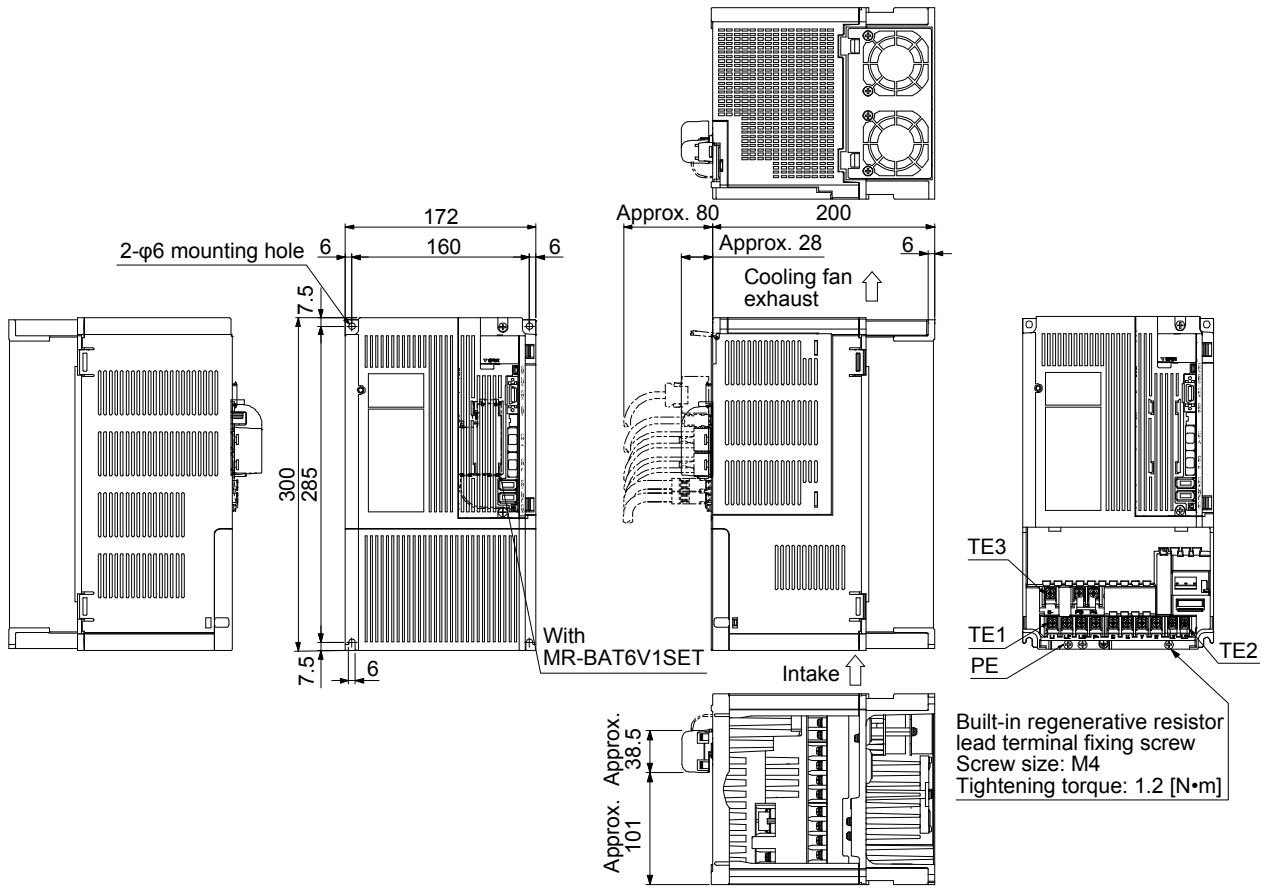 Approx. 80
200
172
2-φ6 mounting hole
6
160
6
Approx. 28
6
Cooling fan
exhaust
7.5
300
285
7.5
6
With
MR-BAT6V1SET
Intake
TE3
TE1
PE
TE2
Built-in regenerative resistor
lead terminal fixing screw
Screw size: M4
Tightening torque: 1.2 [N•m]
Approx.
38.5
Approx.
101